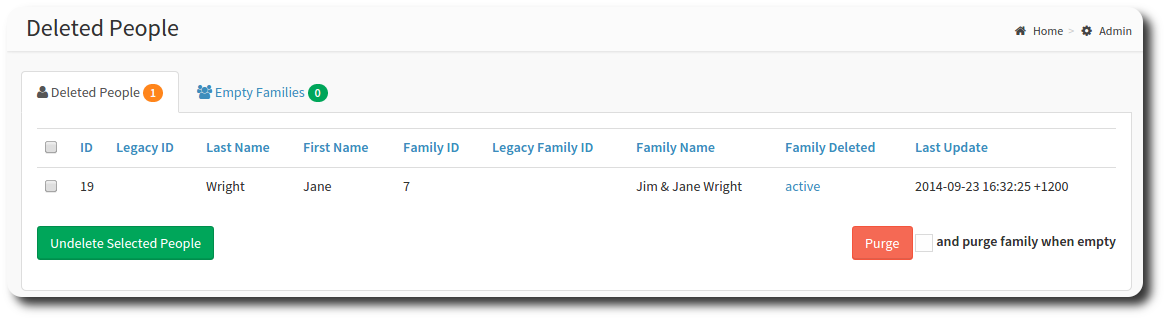 Deleted People
Home > Admin
Deleted People 1 Empty Families 0
ID Legacy ID Last Name First Name Family ID Legacy Family ID Family Name Family Deleted Last Update
19 Wright Jane 7 Jim & Jane Wright active 2014-09-23 16:32:25 +1200
Undelete Selected People Purge and purge family when empty